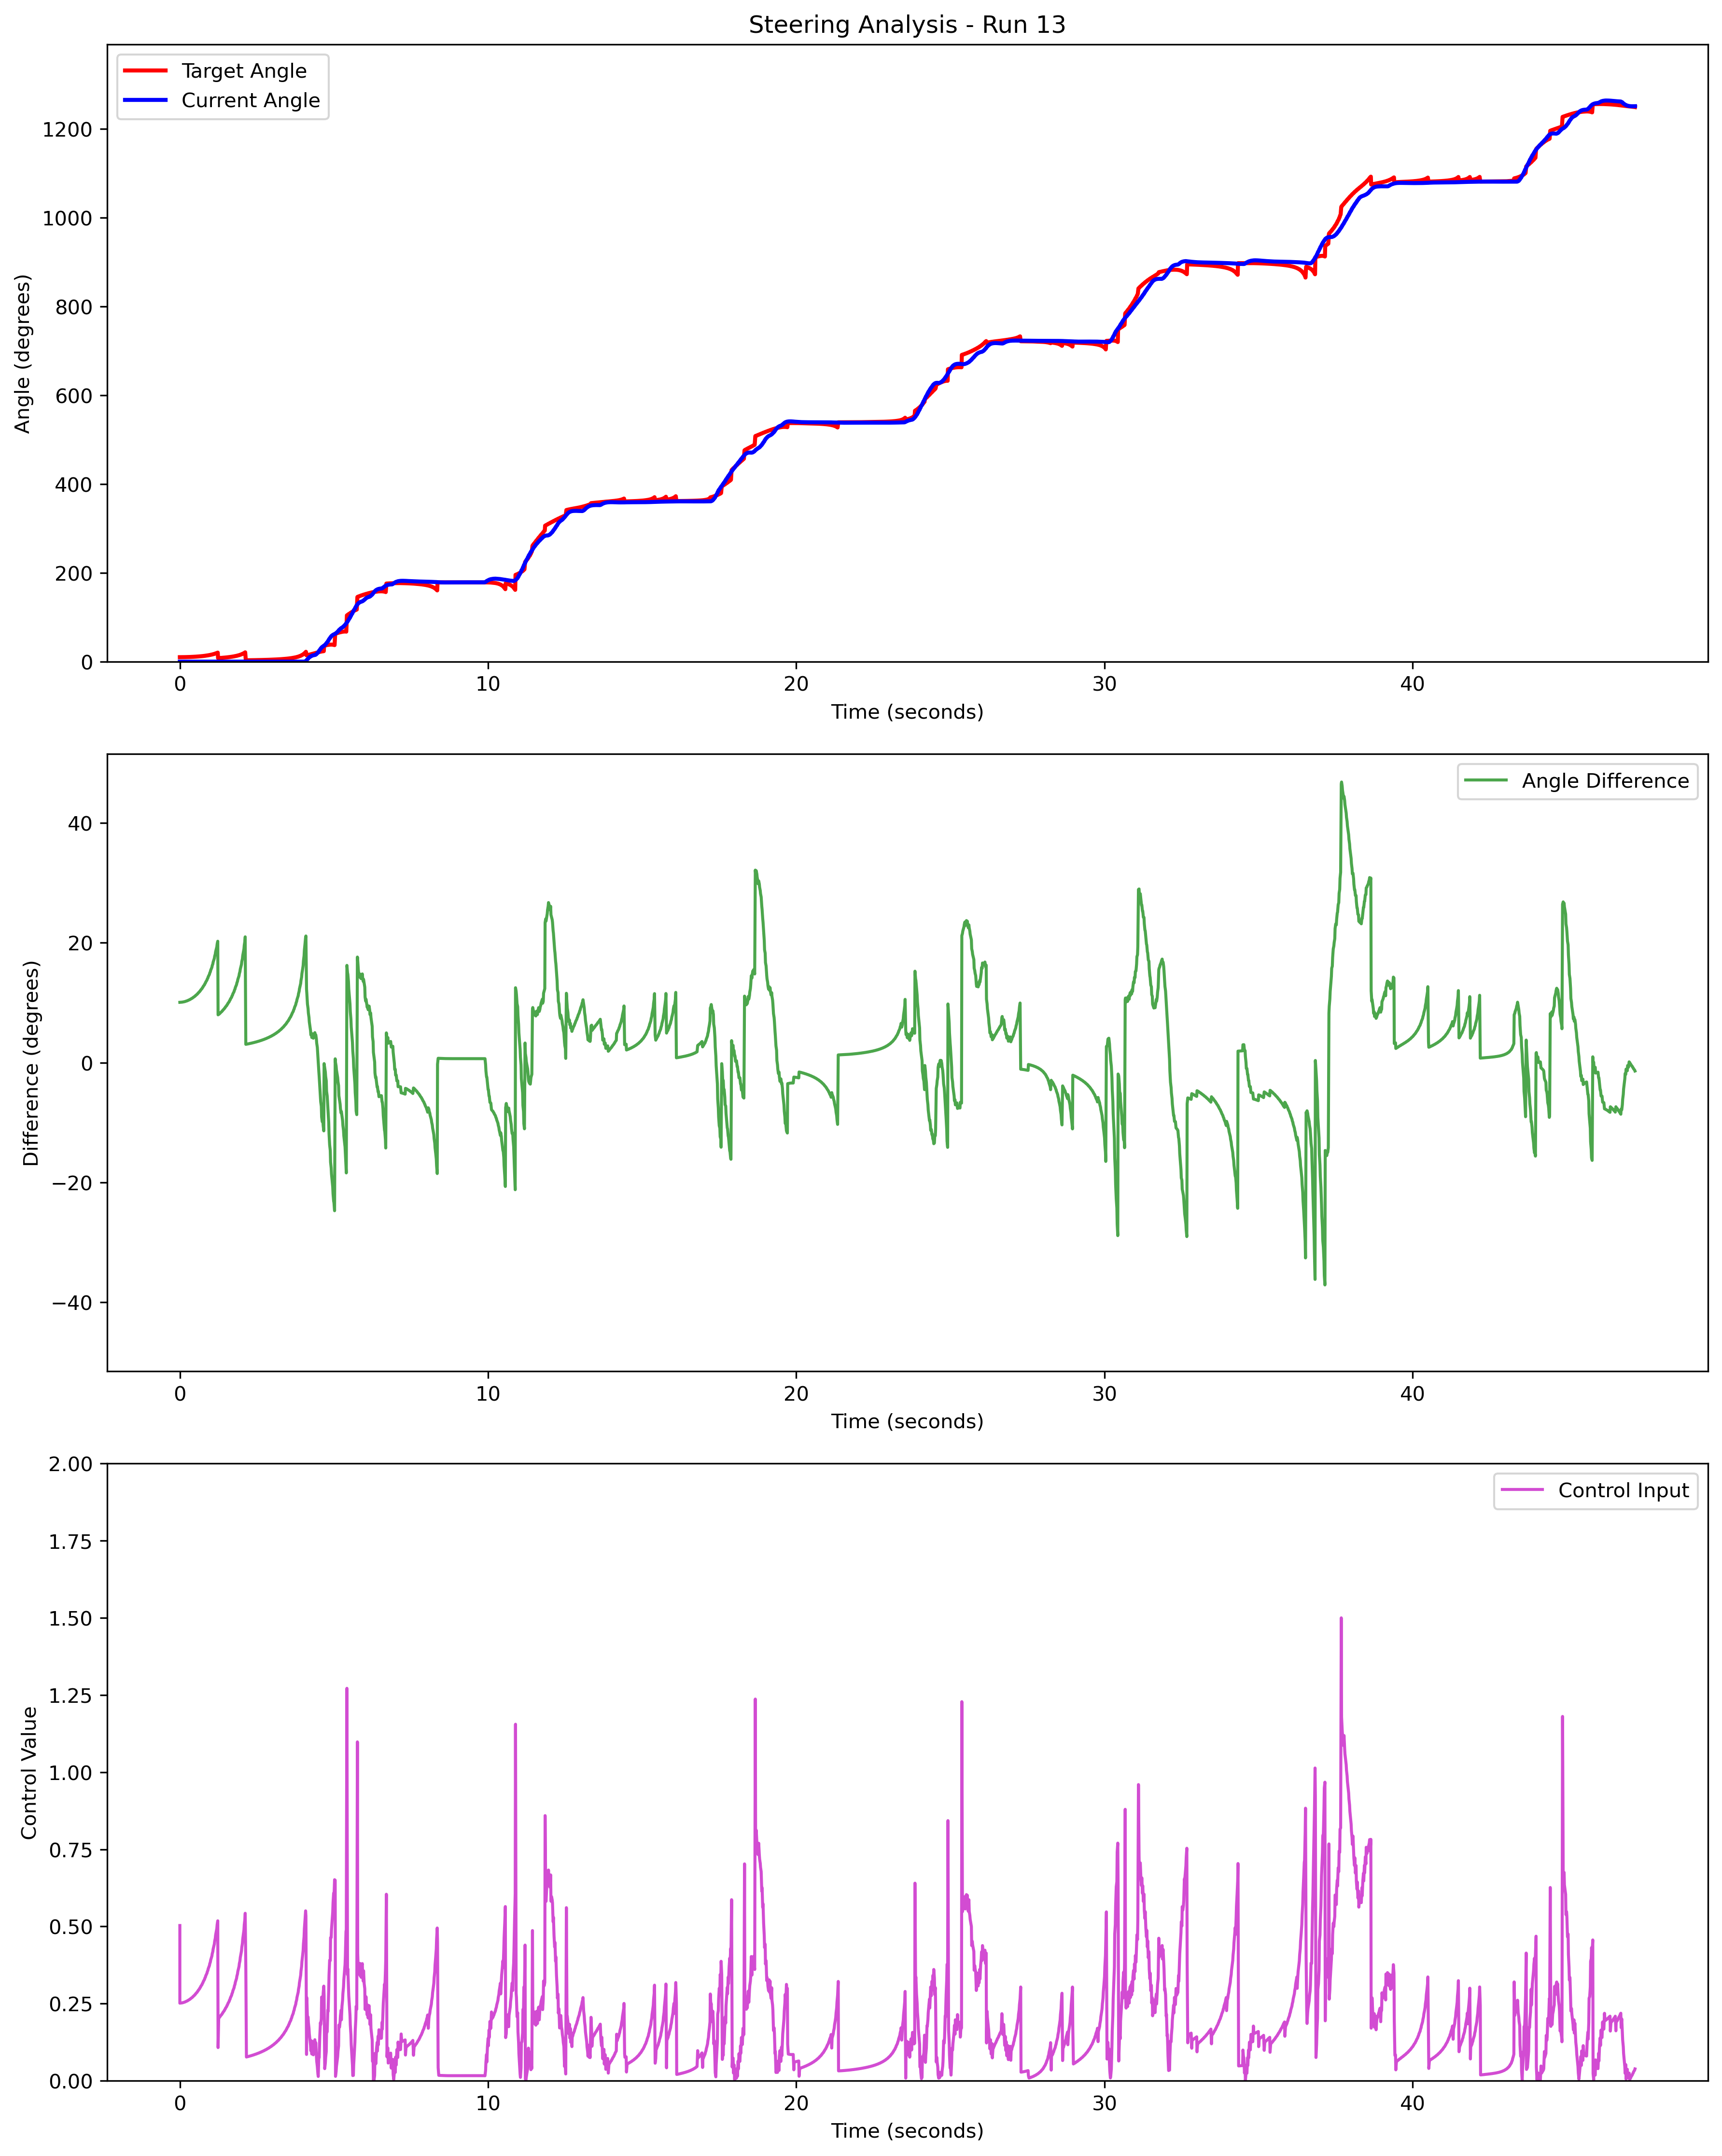 Steering Analysis - Run 13
Target Angle
Current Angle
Angle (degrees)
1200
1000
800
600
400
200
0
0 10 20 30 40
Time (seconds)
Angle Difference
Difference (degrees)
40
20
0
−20
−40
0 10 20 30 40
Time (seconds)
Control Input
Control Value
2.00
1.75
1.50
1.25
1.00
0.75
0.50
0.25
0.00
0 10 20 30 40
Time (seconds)